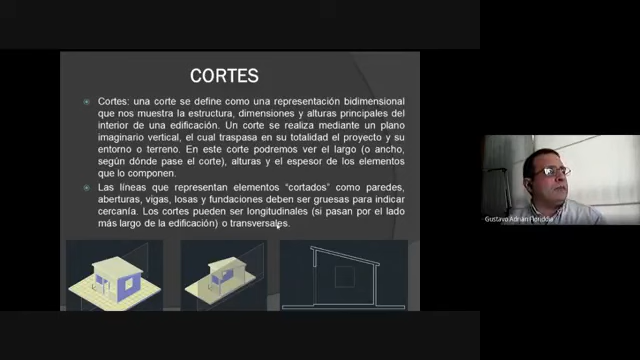 CORTES
Cortes: una corte se define como una representación bidimensional
que nos muestra la estructura, dimensiones y alturas principales del
interior de una edificación. Un corte se realiza mediante un plano
imaginario vertical, el cual traspasa en su totalidad el proyecto y su
entorno o terreno. En este corte podremos ver el largo (o ancho,
según dónde pase el corte), alturas y el espesor de los elementos
que lo componen.
Las líneas que representan elementos “cortados” como paredes,
aberturas, vigas, losas y fundaciones deben ser gruesas para indicar
cercanía. Los cortes pueden ser longitudinales (si pasan por el lado
más largo de la edificación) o transversales.
Gustavo Adrián